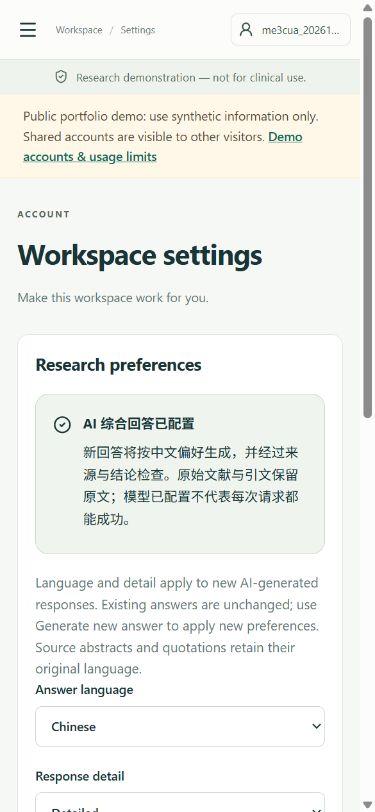 Workspace / Settings
me3cua_20261...
Research demonstration — not for clinical use.
Public portfolio demo: use synthetic information only.
Shared accounts are visible to other visitors. Demo
accounts & usage limits
ACCOUNT
Workspace settings
Make this workspace work for you.
Research preferences
AI 综合回答已配置
新回答将按中文偏好生成，并经过来
源与结论检查。原始文献与引文保留
原文；模型已配置不代表每次请求都
能成功。
Language and detail apply to new AI-generated
responses. Existing answers are unchanged; use
Generate new answer to apply new preferences.
Source abstracts and quotations retain their
original language.
Answer language
Chinese
Response detail
Detailed